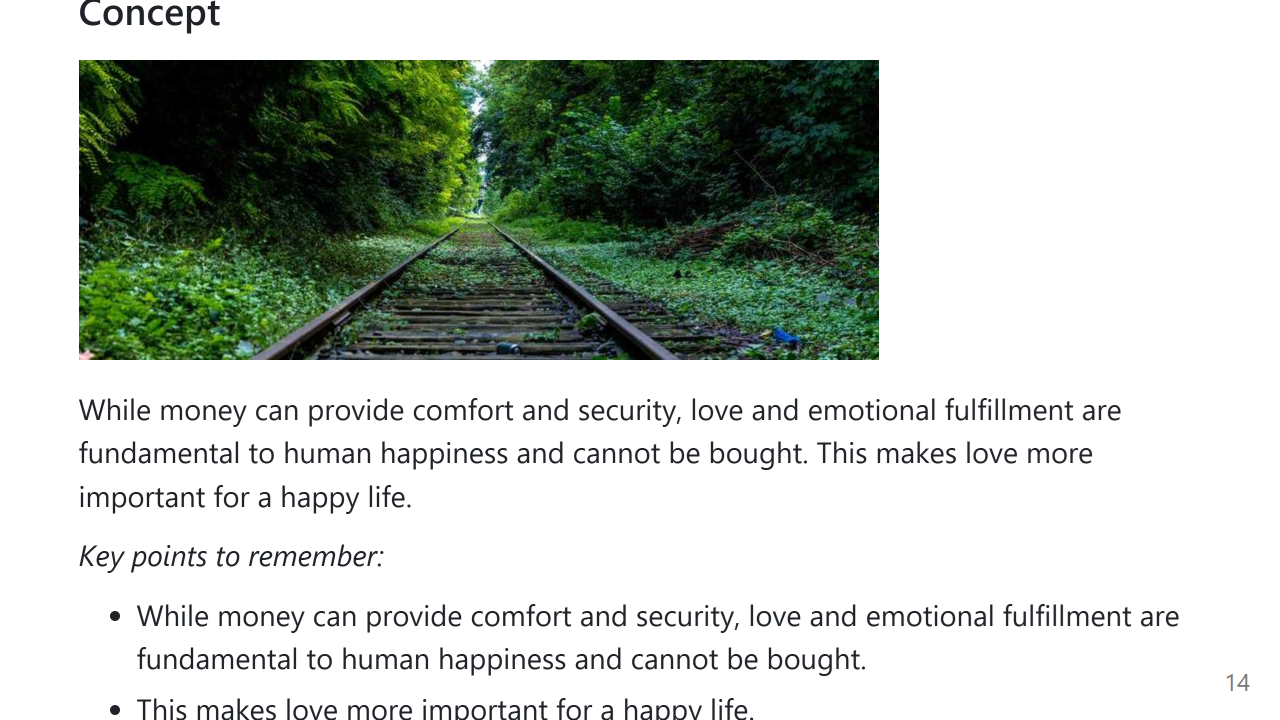 Concept
While money can provide comfort and security, love and emotional fulfillment are
fundamental to human happiness and cannot be bought. This makes love more
important for a happy life.
Key points to remember:
While money can provide comfort and security, love and emotional fulfillment are
fundamental to human happiness and cannot be bought.
This makes love more important for a happy life.
14